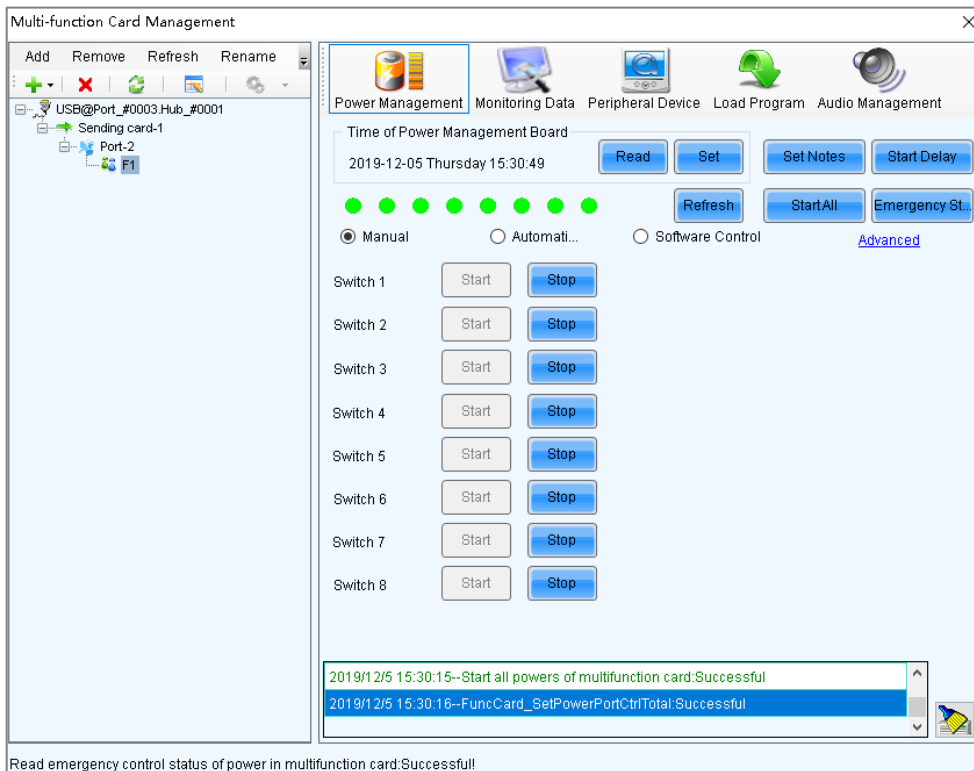 Multi-function Card Management
Add Remove Refresh Rename
USB@Port_#0003.Hub_#0001
Sending card-1
Port-2
F1
Power Management Monitoring Data Peripheral Device Load Program Audio Management
Time of Power Management Board
2019-12-05 Thursday 15:30:49 Read Set Set Notes Start Delay
Refresh Start All Emergency St...
Manual Automati... Software Control Advanced
Switch 1 Start Stop
Switch 2 Start Stop
Switch 3 Start Stop
Switch 4 Start Stop
Switch 5 Start Stop
Switch 6 Start Stop
Switch 7 Start Stop
Switch 8 Start Stop
2019/12/5 15:30:15--Start all powers of multifunction card:Successful
2019/12/5 15:30:16--FuncCard_SetPowerPortCtrlTotal:Successful
Read emergency control status of power in multifunction card:Successful!